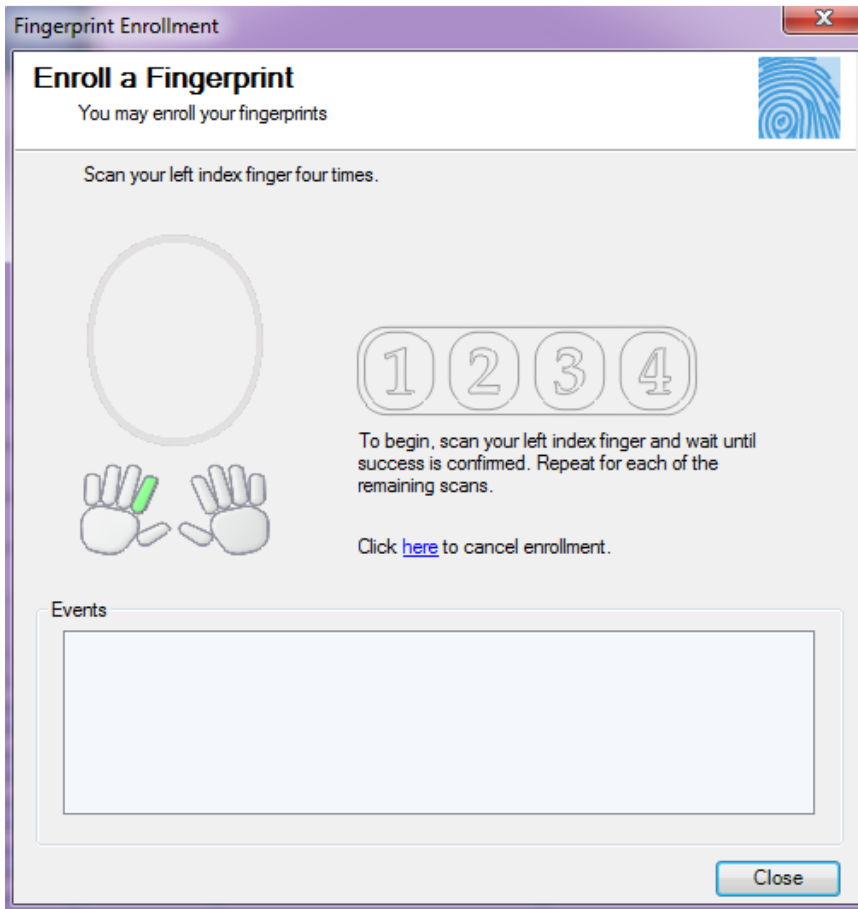 Fingerprint Enrollment
X
Enroll a Fingerprint
You may enroll your fingerprints
Scan your left index finger four times.
1 2 3 4
To begin, scan your left index finger and wait until
success is confirmed. Repeat for each of the
remaining scans.
Click here to cancel enrollment.
Events
Close